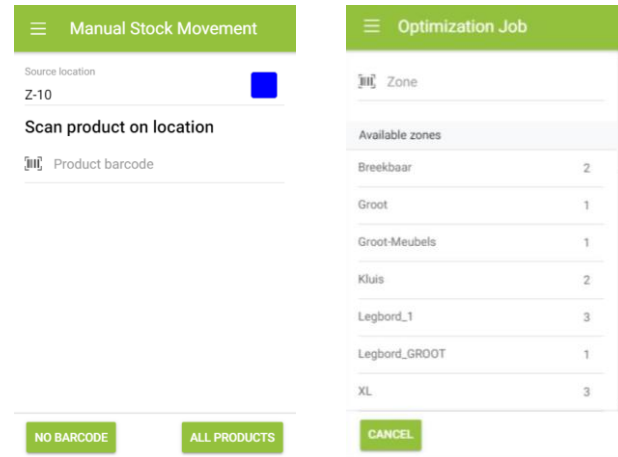 Manual Stock Movement
Source location
Z-10
Scan product on location
Product barcode
NO BARCODE
ALL PRODUCTS
Optimization Job
Zone
Available zones
Breekbaar 2
Groot 1
Groot-Meubels 1
Kluis 2
Legbord_1 3
Legbord_GROOT 1
XL 3
CANCEL